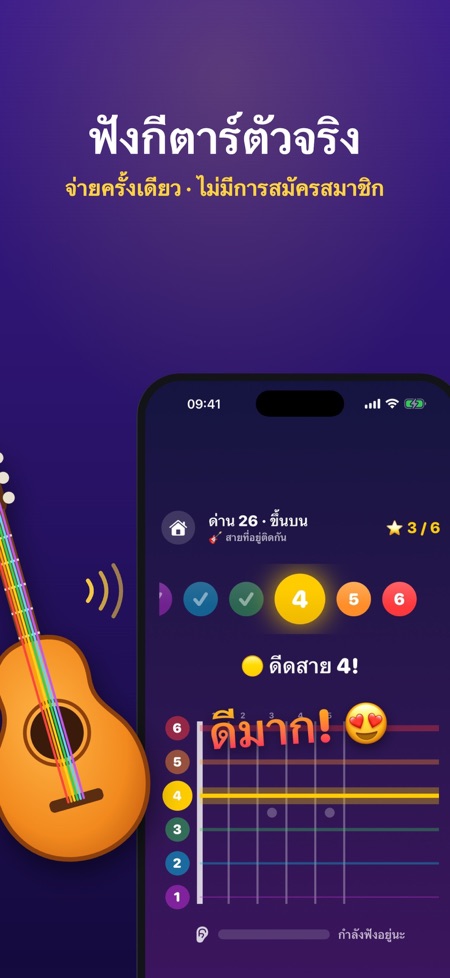 ฟังกีตาร์ตัวจริง
จ่ายครั้งเดียว · ไม่มีการสมัครสมาชิก
09:41
ด่าน 26 · ขึ้นบน
สายที่อยู่ติดกัน
3 / 6
4
5
6
ดีดสาย 4!
2 3 4 5
ดีมาก!
6
5
4
3
2
1
กำลังฟังอยู่นะ